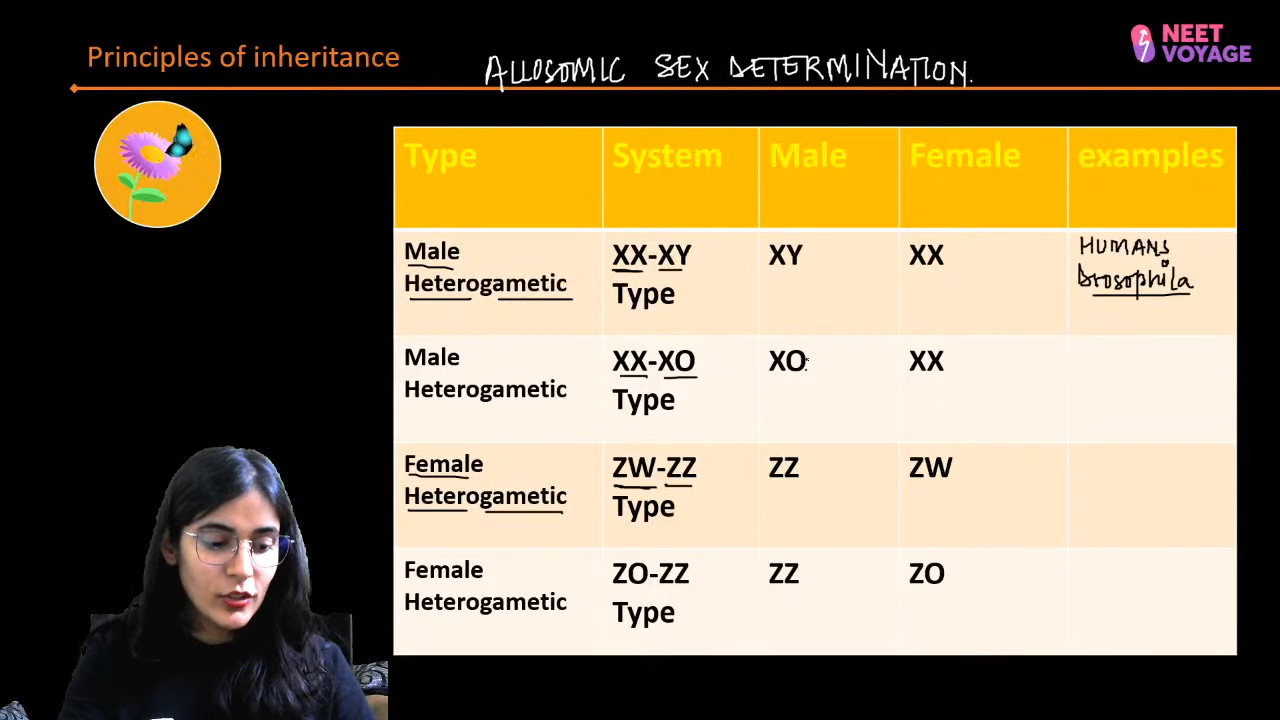 Principles of inheritance
ALLOSOMIC SEX DETERMINATION.
NEET
VOYAGE
Type System Male Female examples
Male
Heterogametic
XX-XY
Type
XY
XX
HUMANS
Drosophila
Male
Heterogametic
XX-XO
Type
XO
XX
Female
Heterogametic
ZW-ZZ
Type
ZZ
ZW
Female
Heterogametic
ZO-ZZ
Type
ZZ
ZO